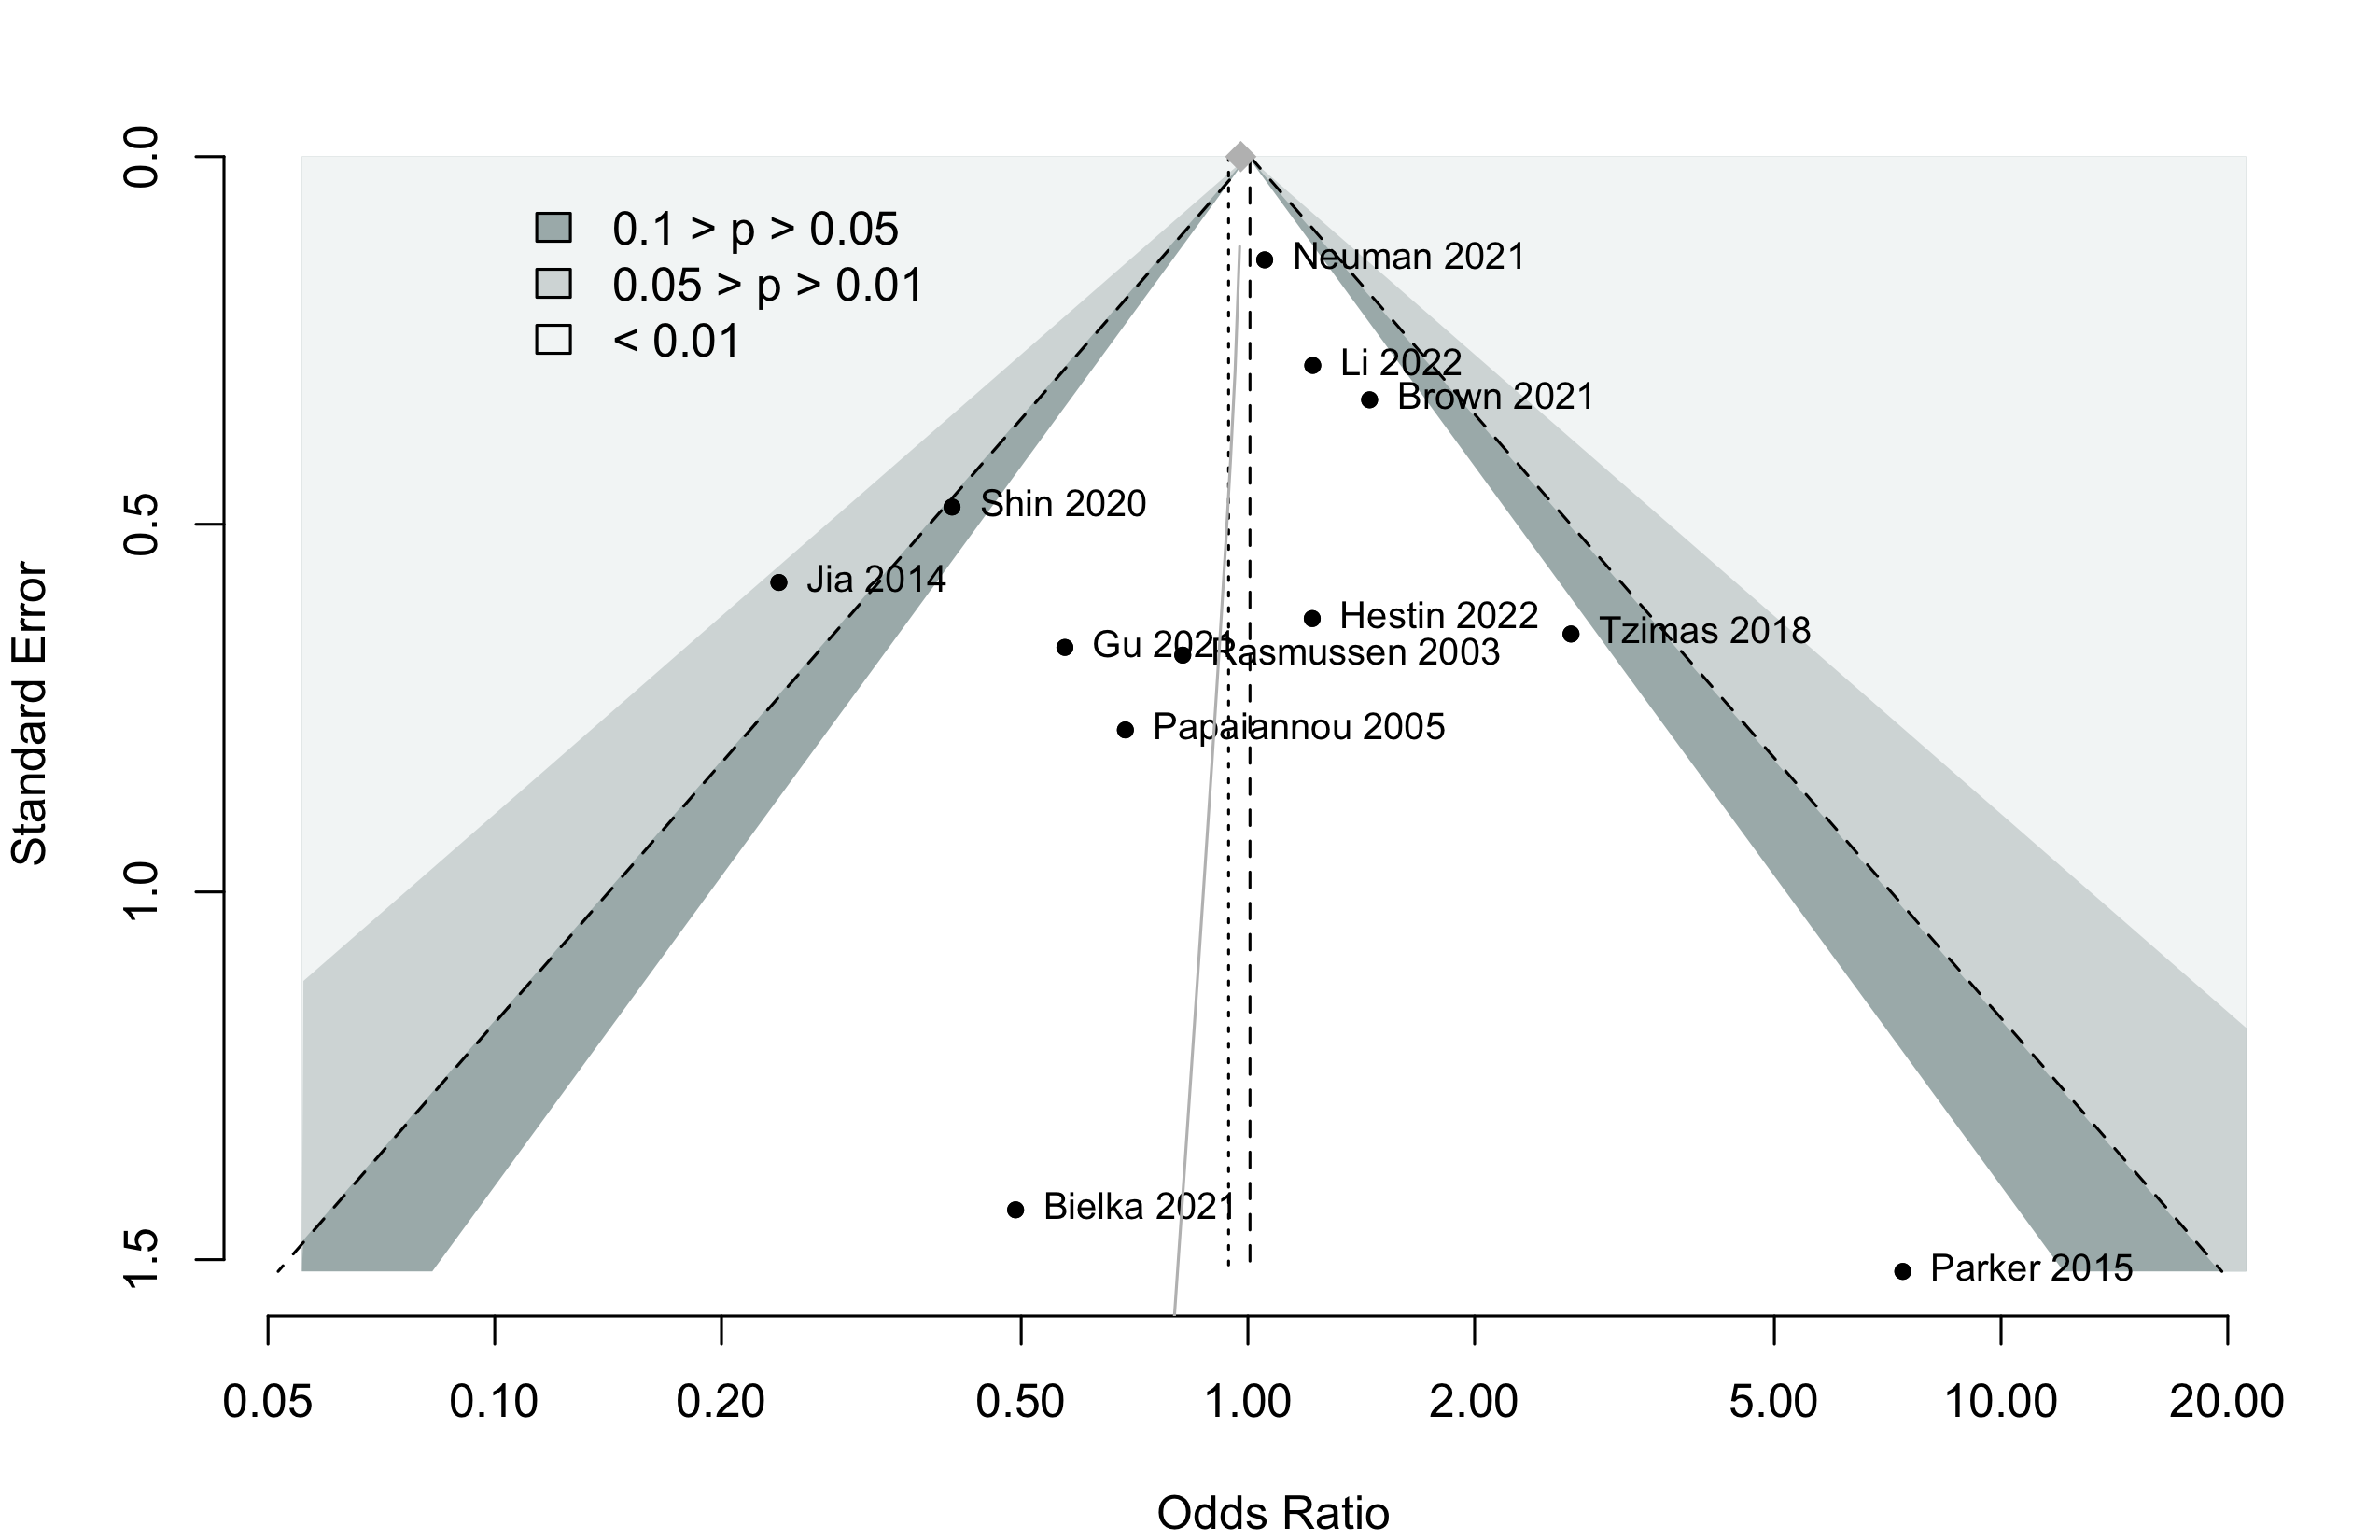 0.0
0.5
1.0
1.5
Standard Error
0.1 > p > 0.05
0.05 > p > 0.01
< 0.01
Neuman 2021
Li 2022
Brown 2021
Shin 2020
Jia 2014
Hestin 2022
Tzimas 2018
Gu 2021
Rasmussen 2003
Papaiannou 2005
Bielka 2021
Parker 2015
0.05 0.10 0.20 0.50 1.00 2.00 5.00 10.00 20.00
Odds Ratio